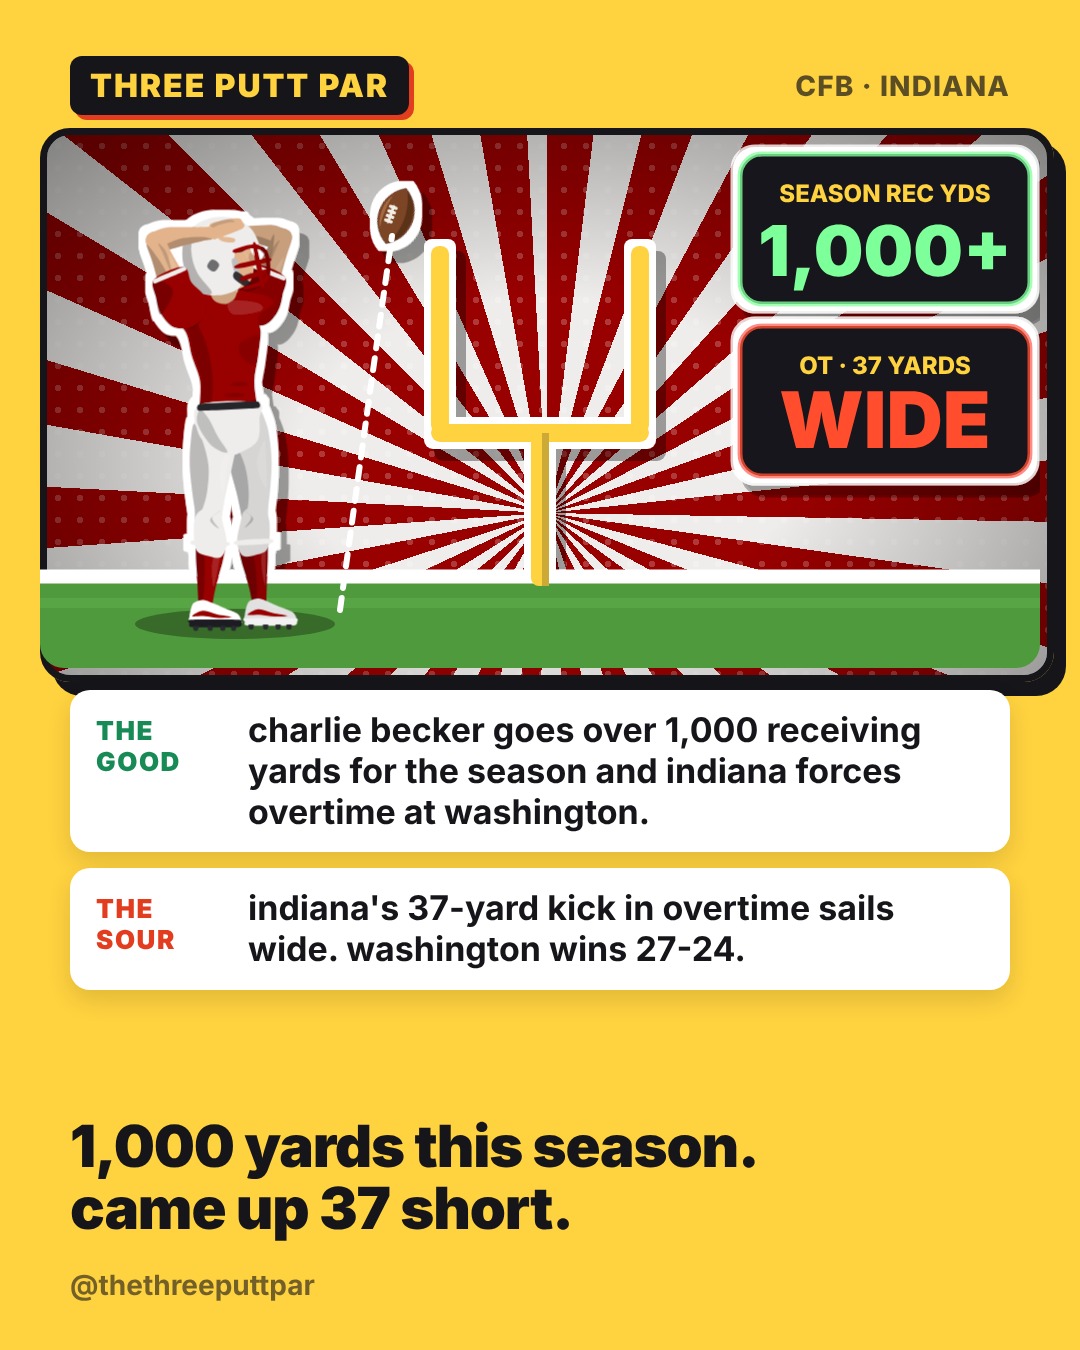 THREE PUTT PAR
CFB · INDIANA
SEASON REC YDS
1,000+
OT · 37 YARDS
WIDE
THE
GOOD
charlie becker goes over 1,000 receiving
yards for the season and indiana forces
overtime at washington.
THE
SOUR
indiana's 37-yard kick in overtime sails
wide. washington wins 27-24.
1,000 yards this season.
came up 37 short.
@thethreeputtpar